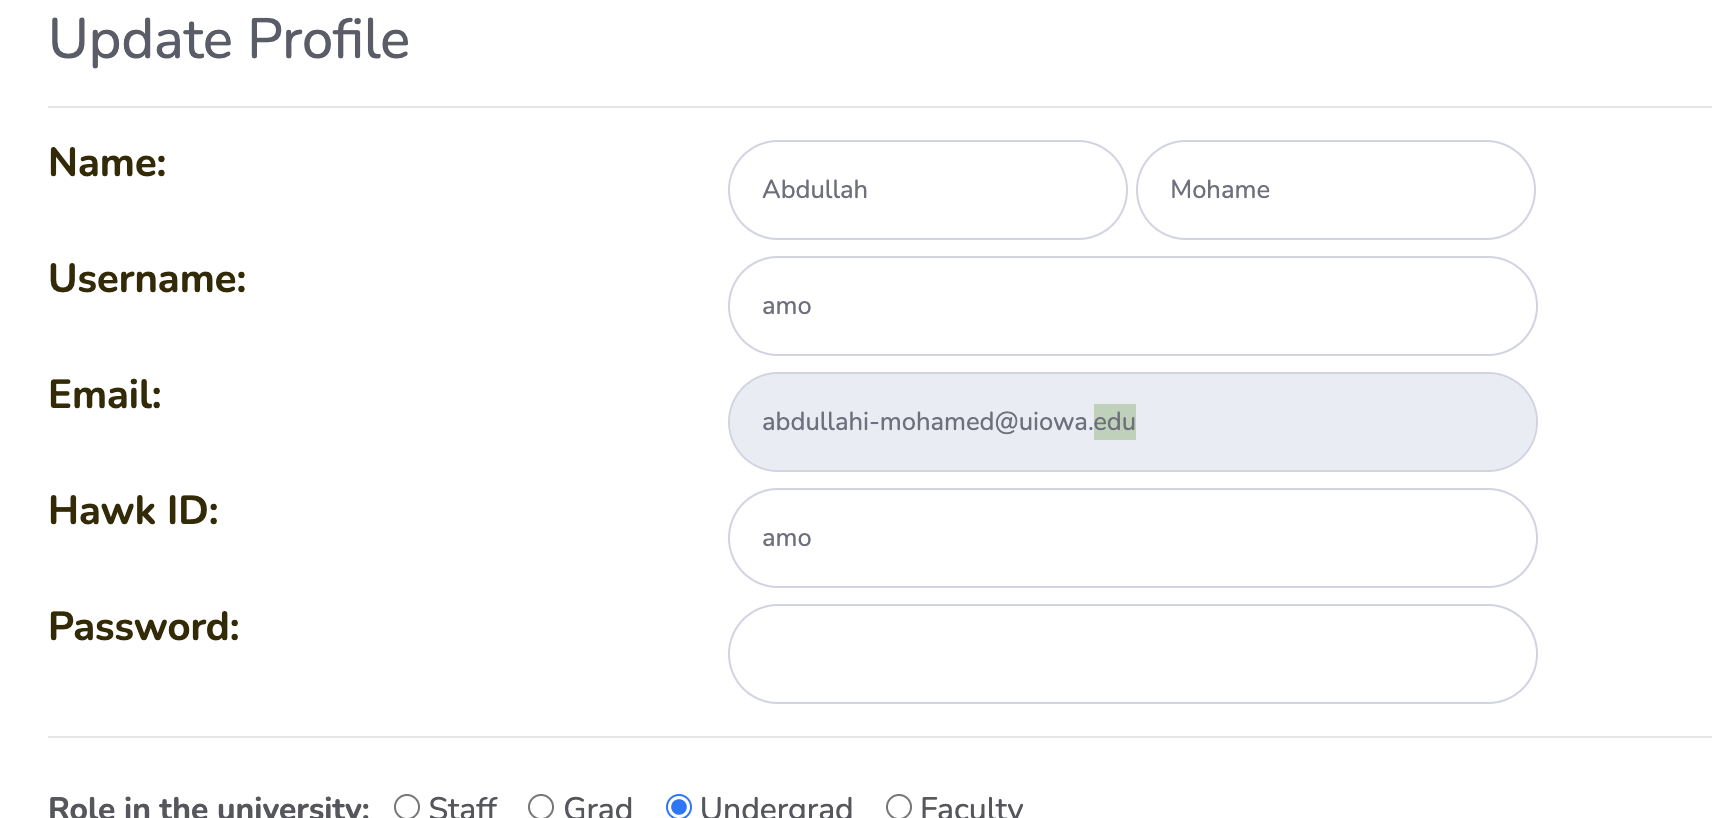 Update Profile
Name:
Abdullah Mohame
Username:
amo
Email:
abdullahi-mohamed@uiowa.edu
Hawk ID:
amo
Password:
Role in the university: Staff Grad Undergrad Faculty